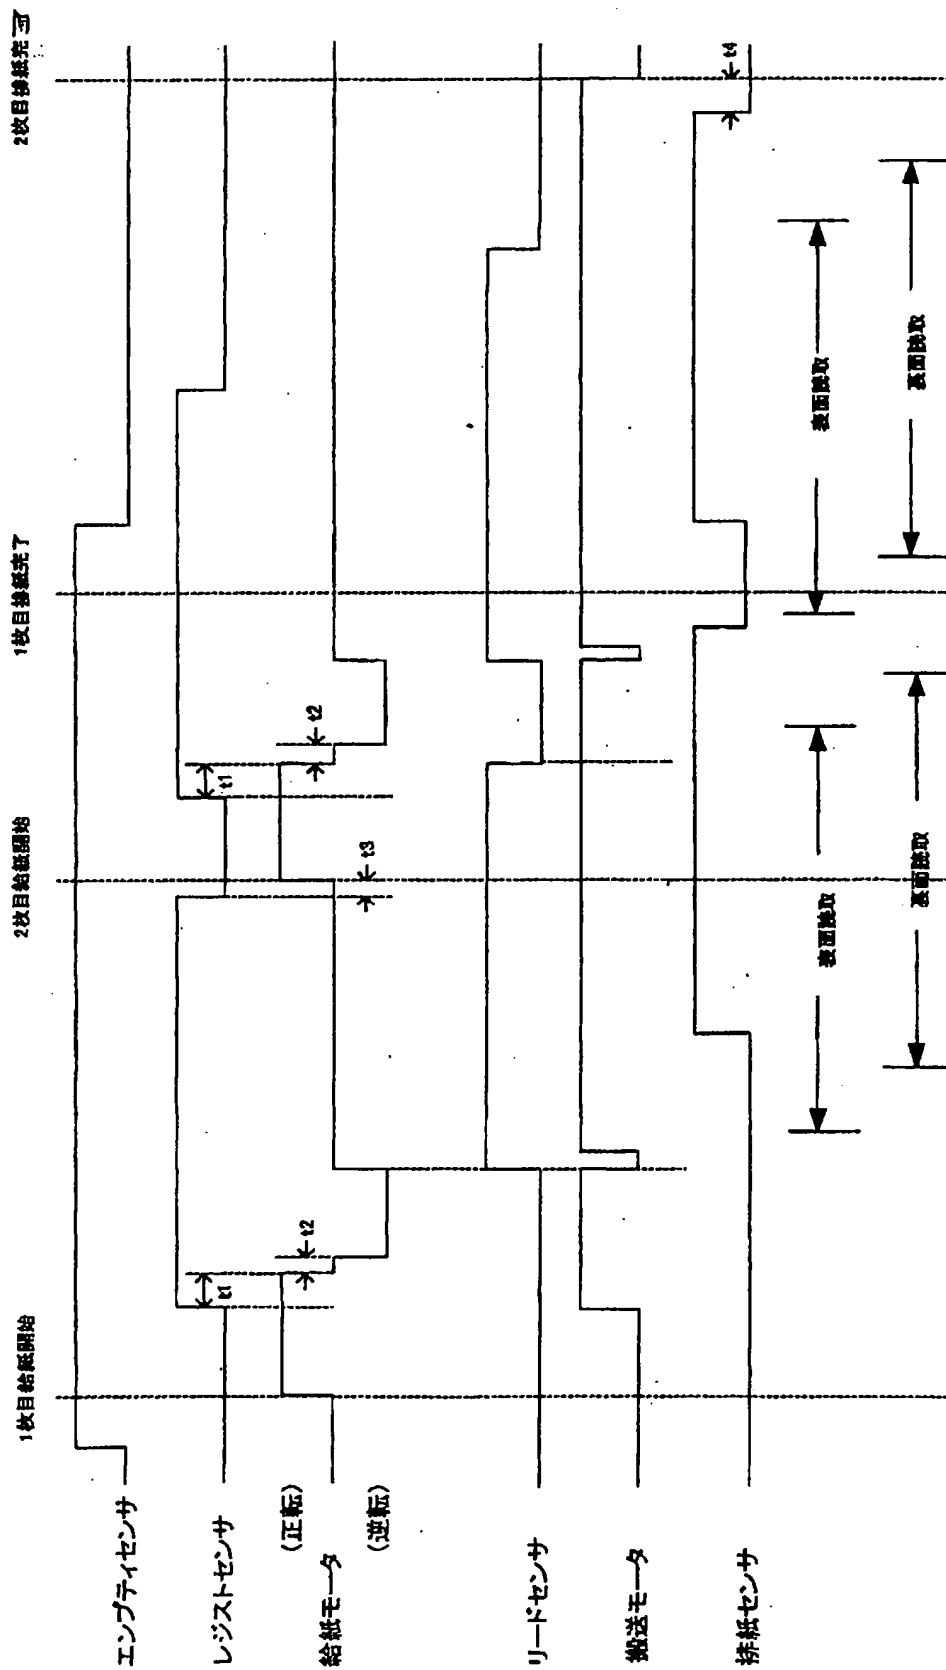 1枚目給紙開始
2枚目給紙開始
1枚目排紙完了
2枚目排紙完了
エンプティセンサ
レジストセンサ
t1
t1
(正転)
給紙モータ
(逆転)
t2
t3
t2
リードセンサ
搬送モータ
排紙センサ
t4
表面読取
表面読取
裏面読取
裏面読取